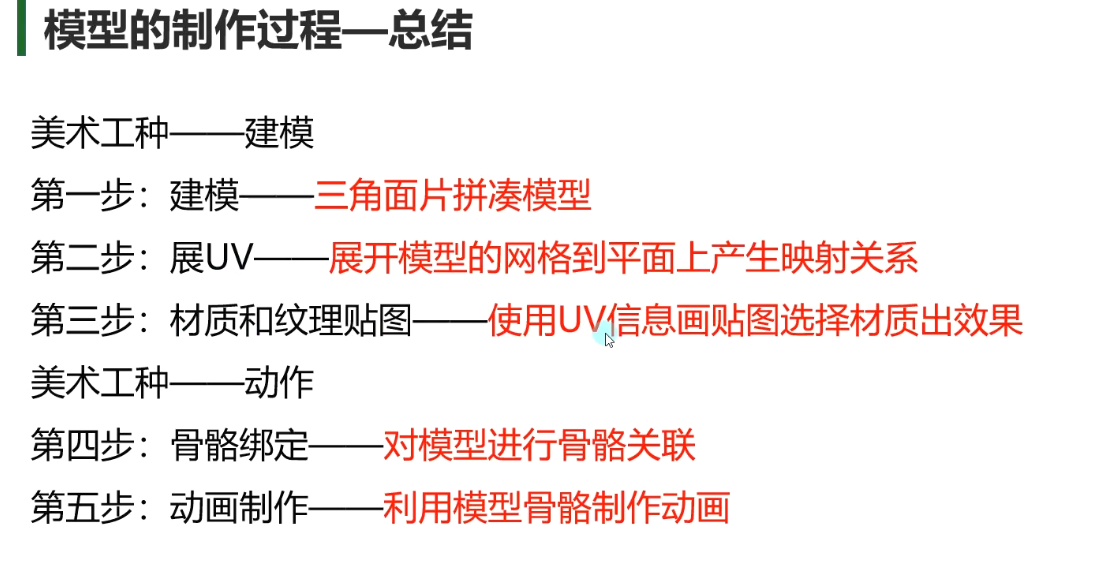 模型的制作过程—总结
美术工种——建模
第一步：建模——三角面片拼凑模型
第二步：展UV——展开模型的网格到平面上产生映射关系
第三步：材质和纹理贴图——使用UV信息画贴图选择材质出效果
美术工种——动作
第四步：骨骼绑定——对模型进行骨骼关联
第五步：动画制作——利用模型骨骼制作动画